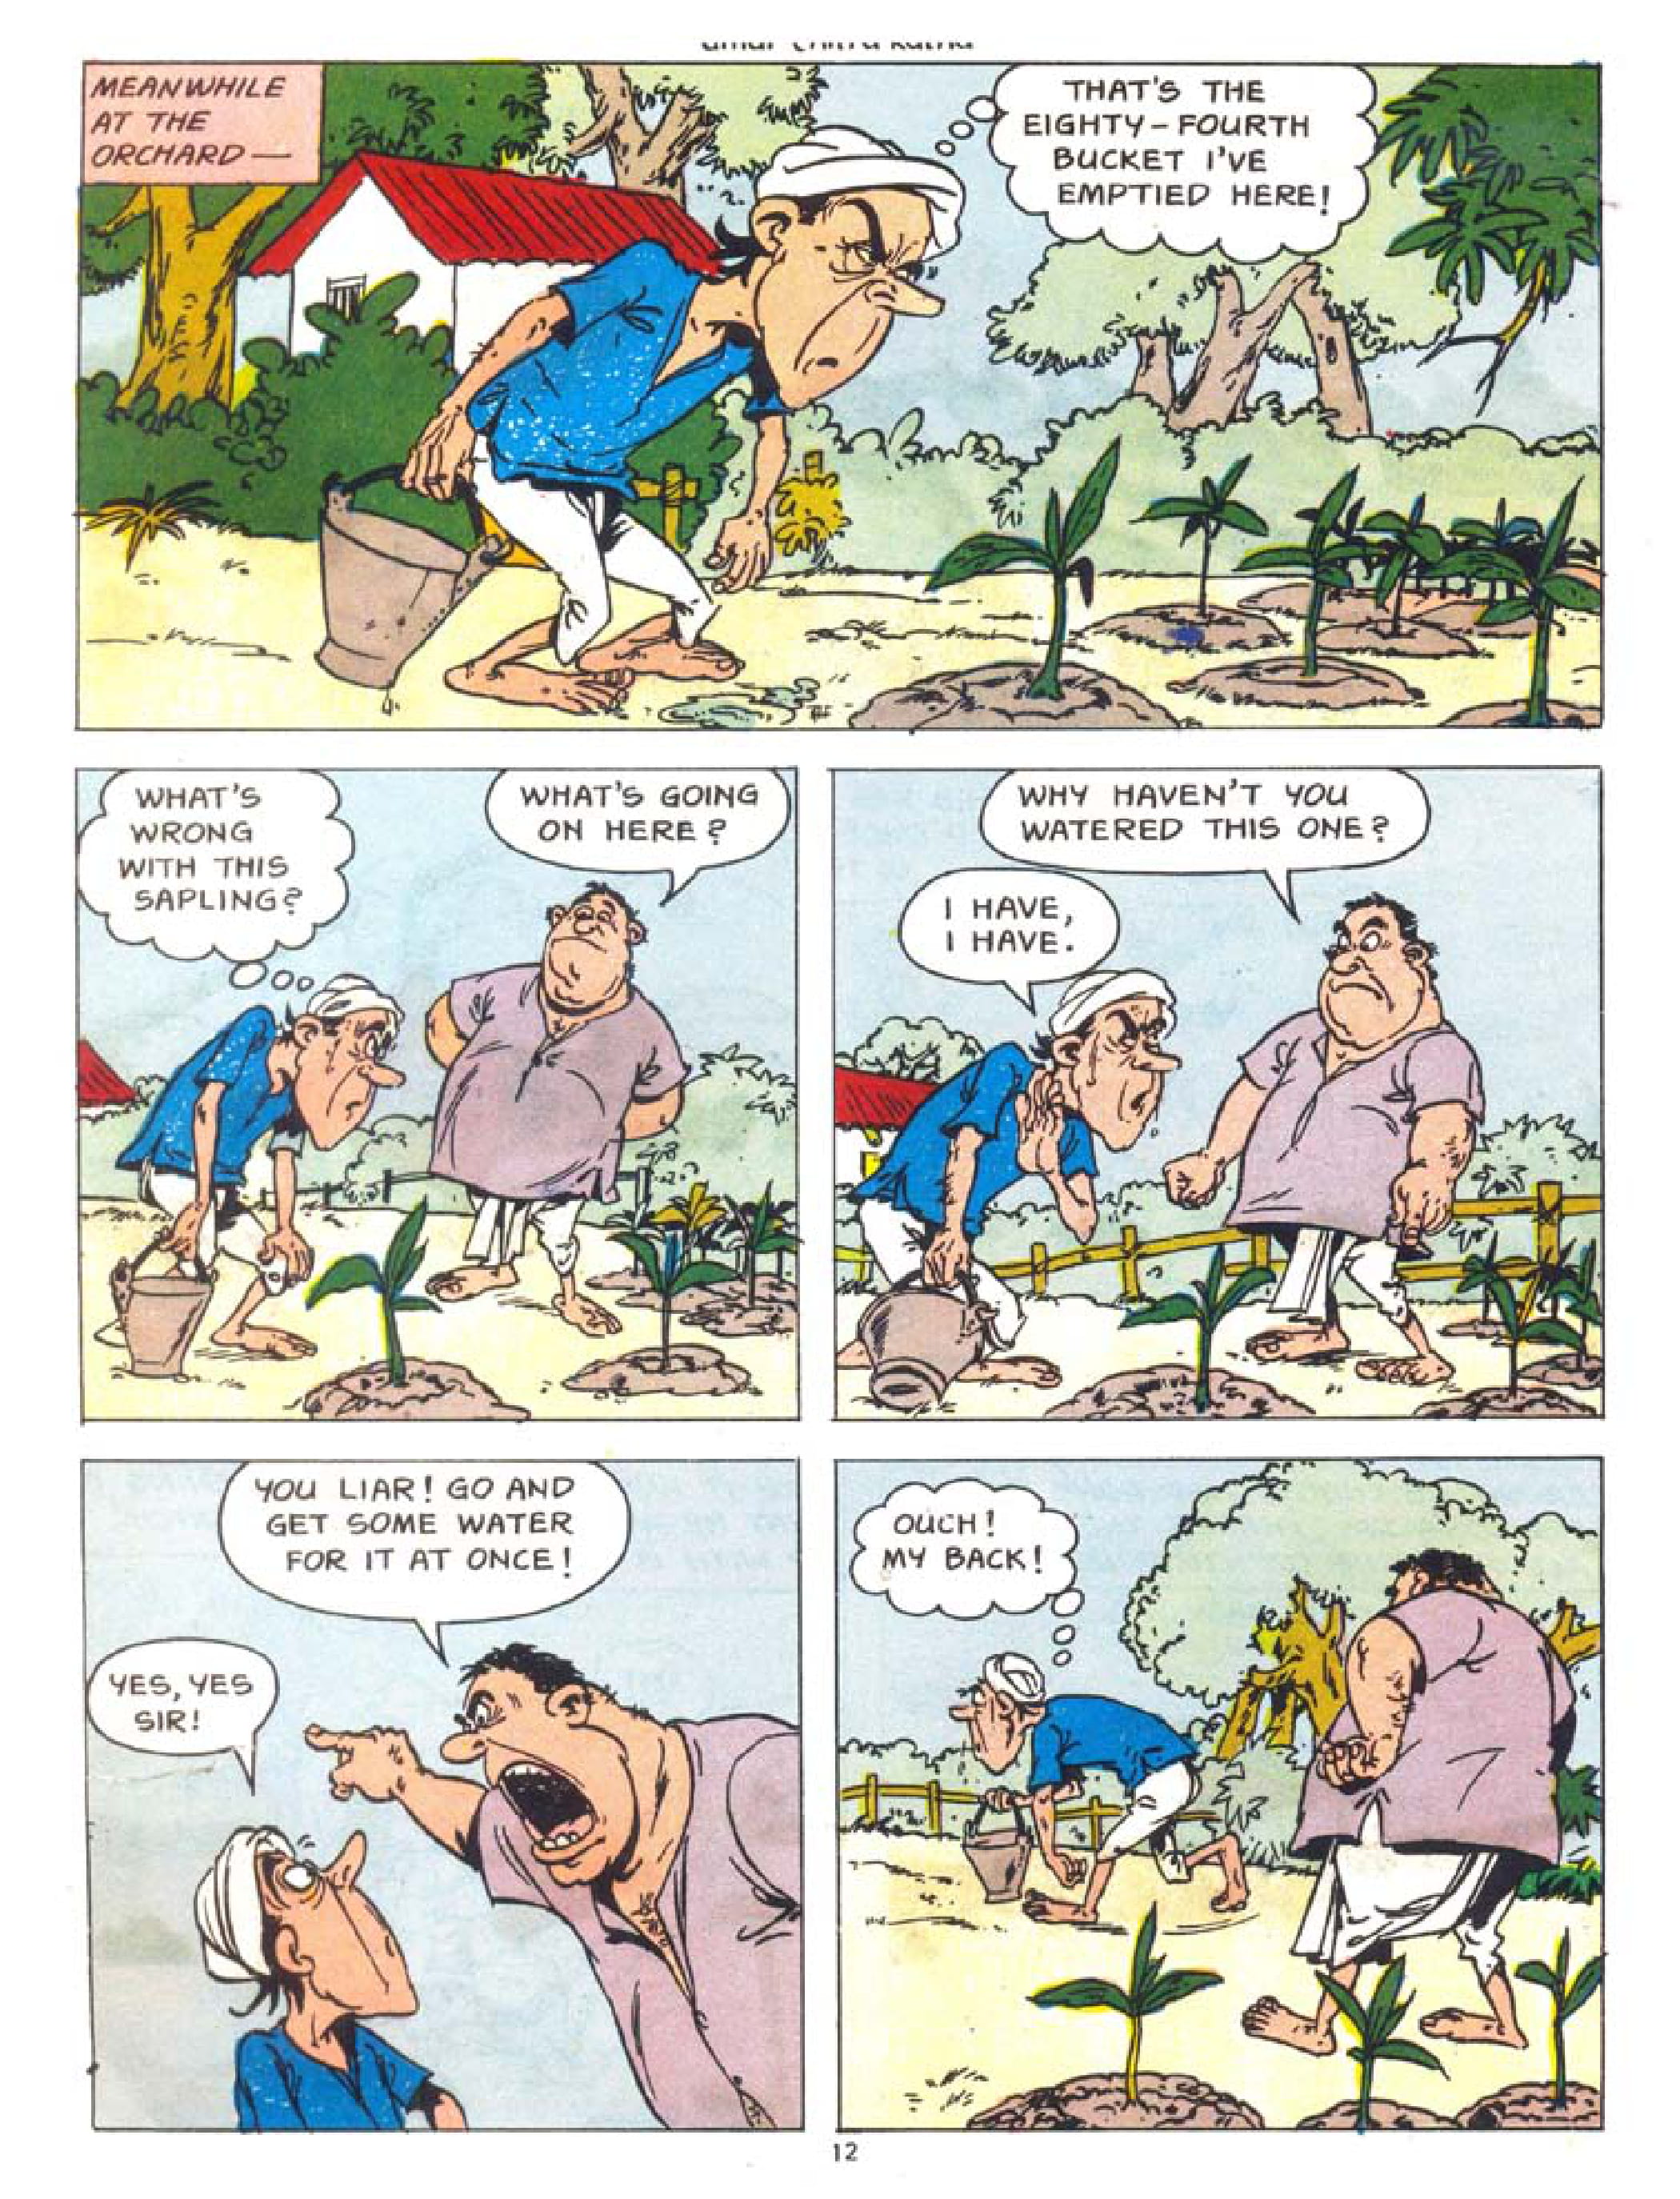 MEANWHILE
AT THE
ORCHARD —
THAT'S THE
EIGHTY-FOURTH
BUCKET I'VE
EMPTIED HERE!
WHAT'S
WRONG
WITH THIS
SAPLING?
WHAT'S GOING
ON HERE?
WHY HAVEN'T YOU
WATERED THIS ONE?
I HAVE,
I HAVE.
YOU LIAR! GO AND
GET SOME WATER
FOR IT AT ONCE!
YES, YES
SIR!
OUCH!
MY BACK!
12